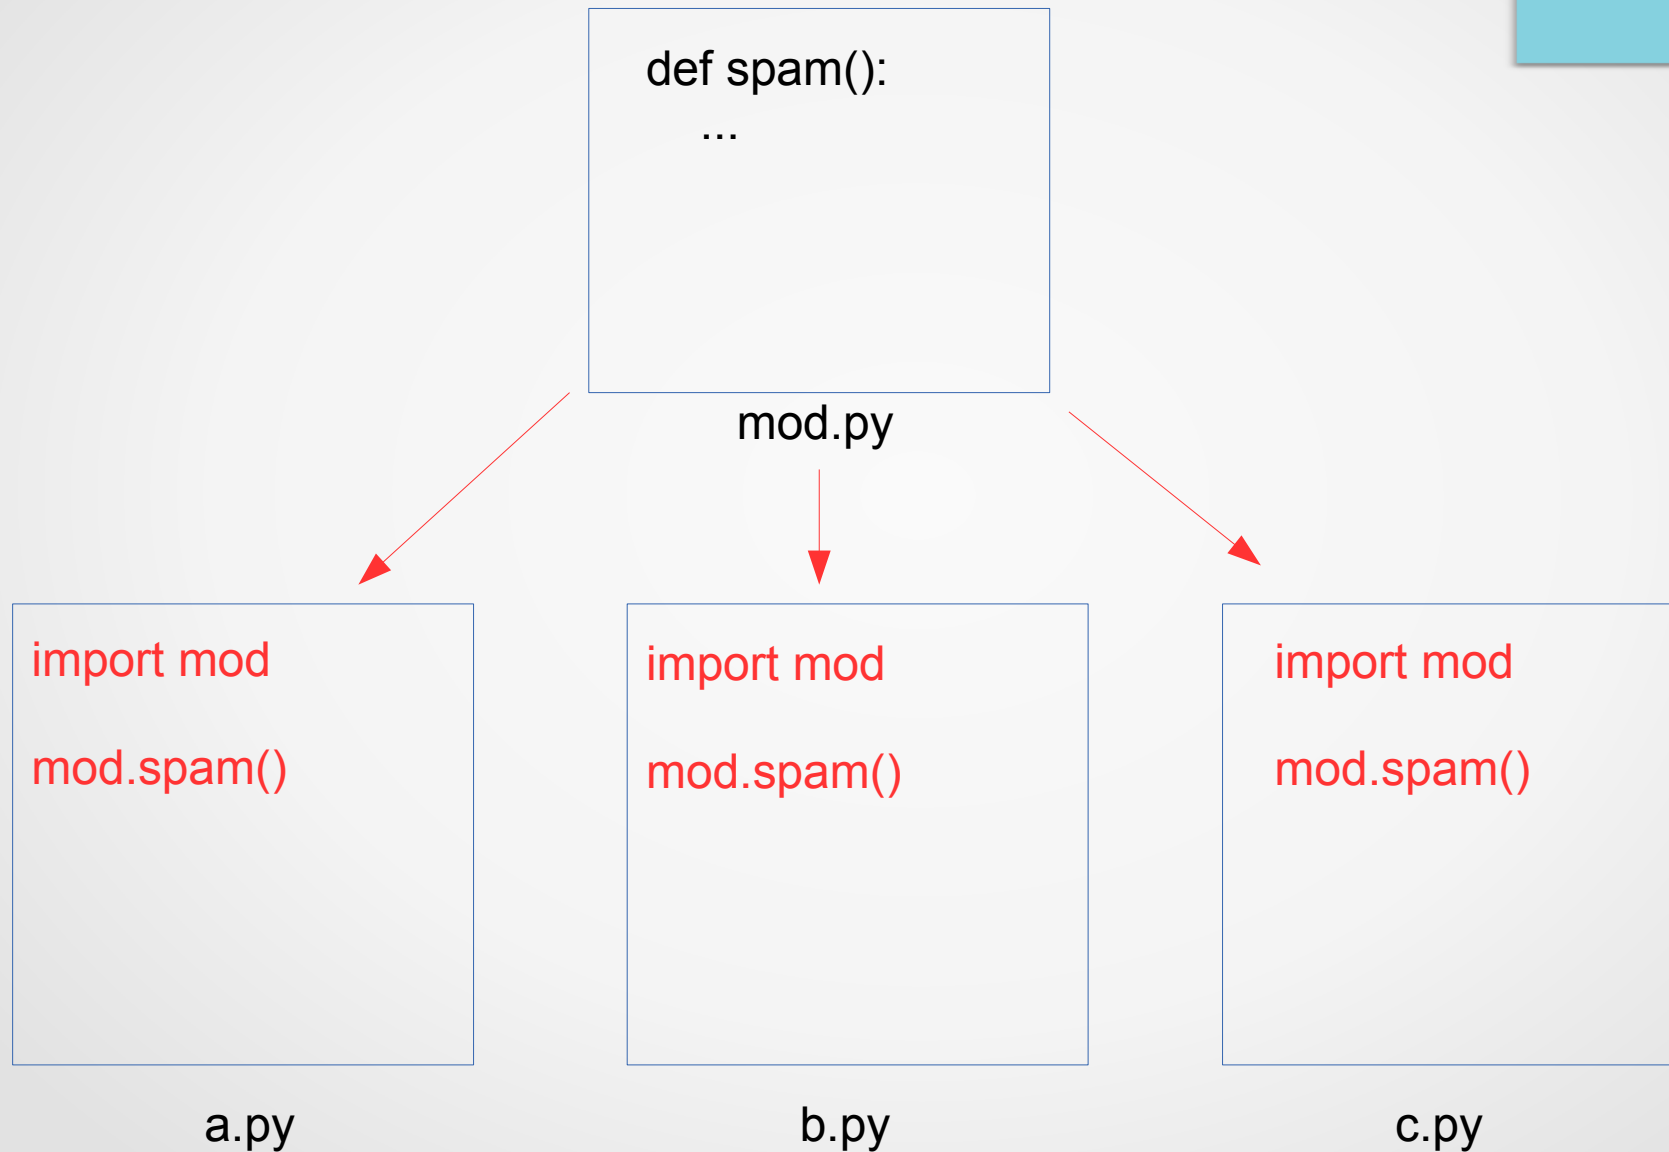 def spam():
...
mod.py
import mod
mod.spam()
a.py
import mod
mod.spam()
b.py
import mod
mod.spam()
c.py